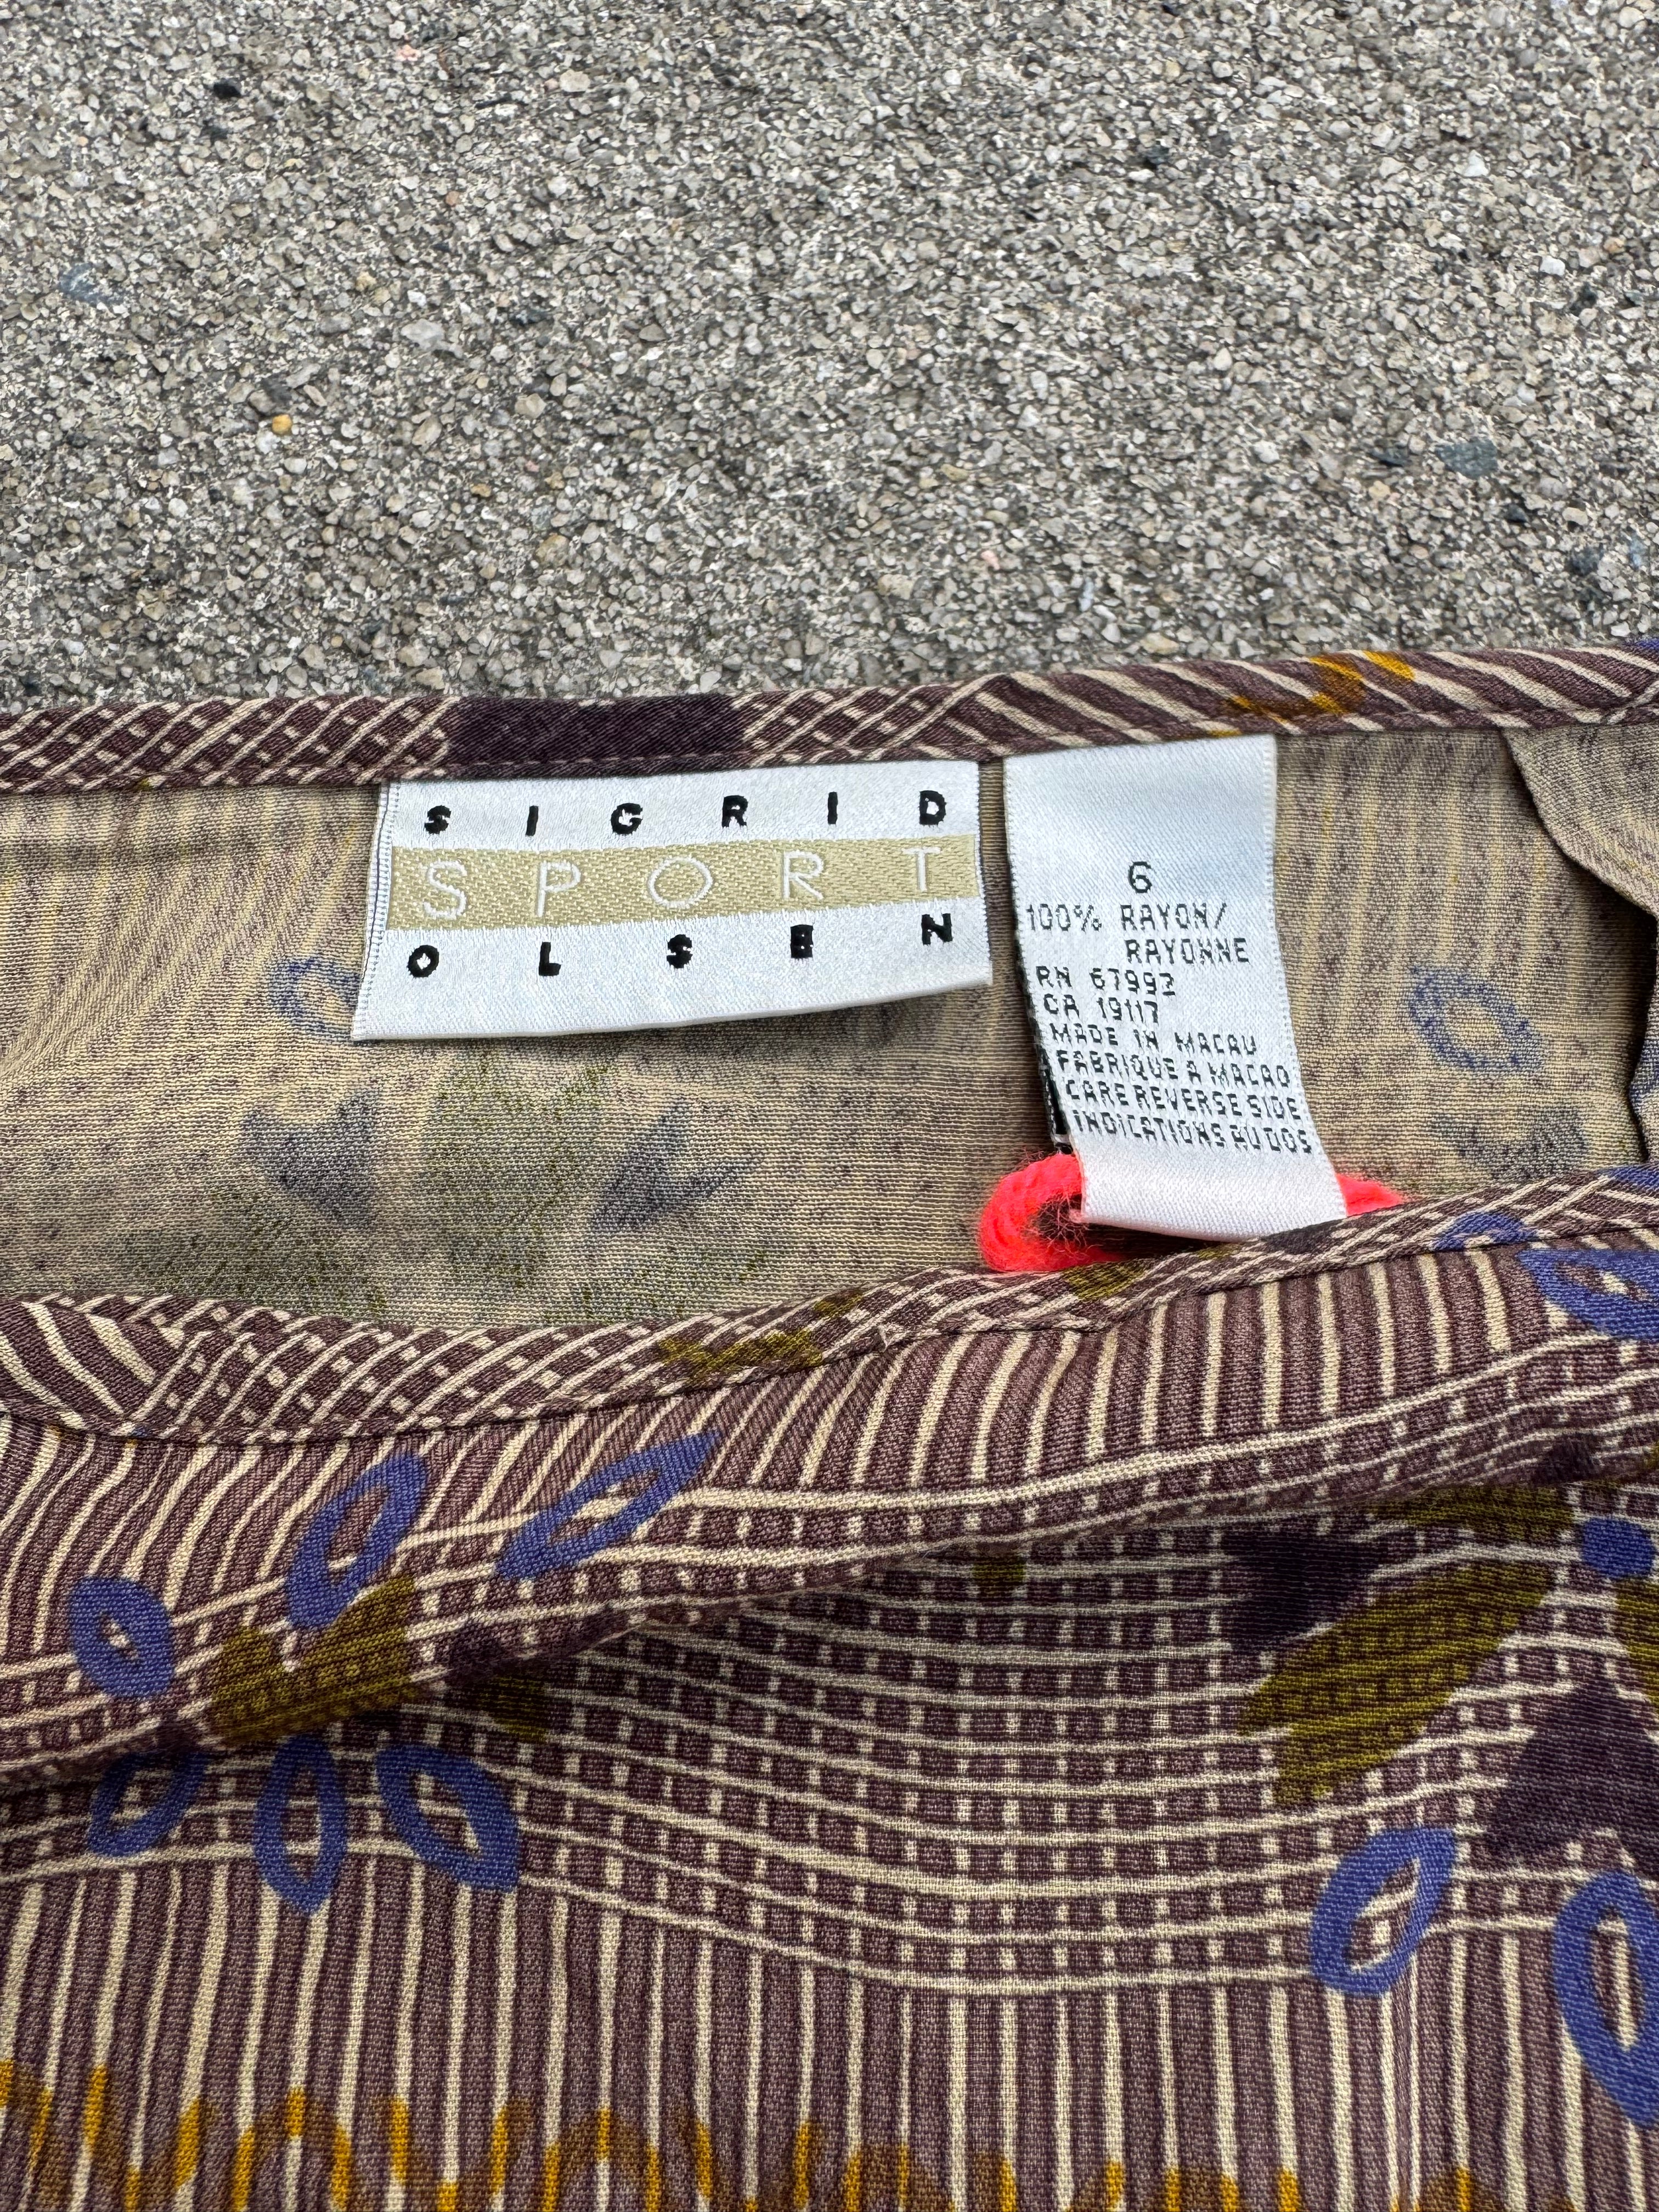 SIGRID
SPORT
OLSEN
6
100% RAYON/
RAYONNE
RN 67992
CA 19117
MADE IN MACAU
FABRIQUE A MACAO
CARE REVERSE SIDE
INDICATIONS AU DOS